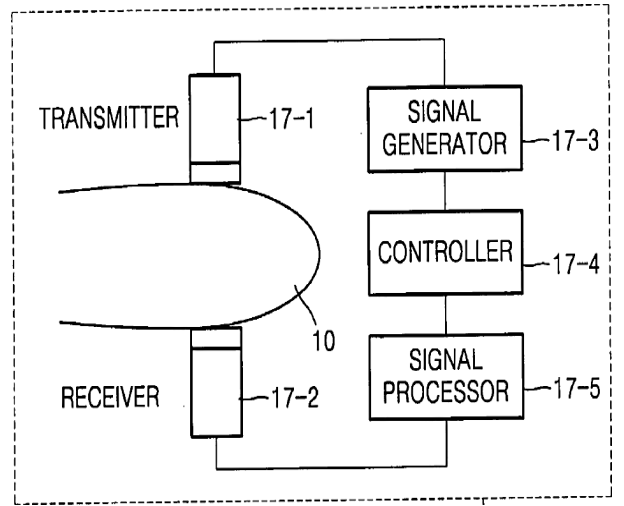 TRANSMITTER
17-1
SIGNAL
GENERATOR
17-3
CONTROLLER
17-4
10
RECEIVER
17-2
SIGNAL
PROCESSOR
17-5